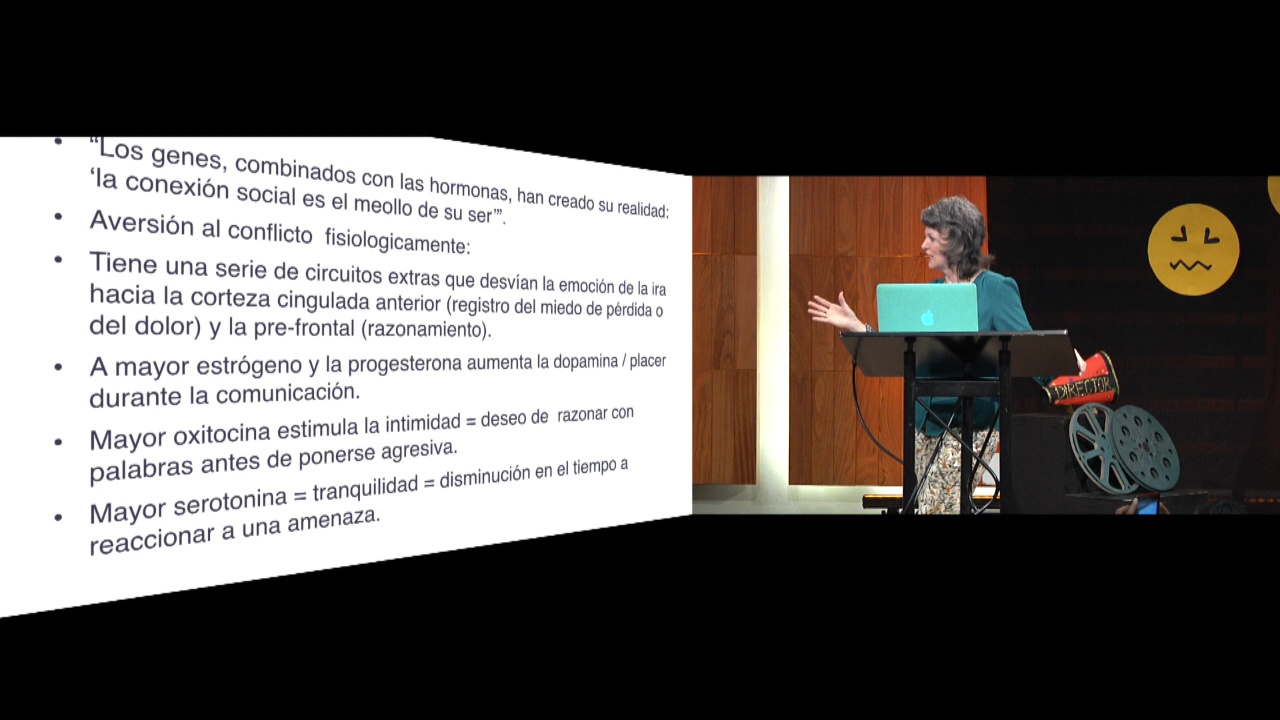 • “Los genes, combinados con las hormonas, han creado su realidad:
‘la conexión social es el meollo de su ser’”.
• Aversión al conflicto fisiologicamente:
• Tiene una serie de circuitos extras que desvían la emoción de la ira
hacia la corteza cingulada anterior (registro del miedo de pérdida o
del dolor) y la pre-frontal (razonamiento).
• A mayor estrógeno y la progesterona aumenta la dopamina / placer
durante la comunicación.
• Mayor oxitocina estimula la intimidad = deseo de razonar con
palabras antes de ponerse agresiva.
• Mayor serotonina = tranquilidad = disminución en el tiempo a
reaccionar a una amenaza.
DIRECTOR